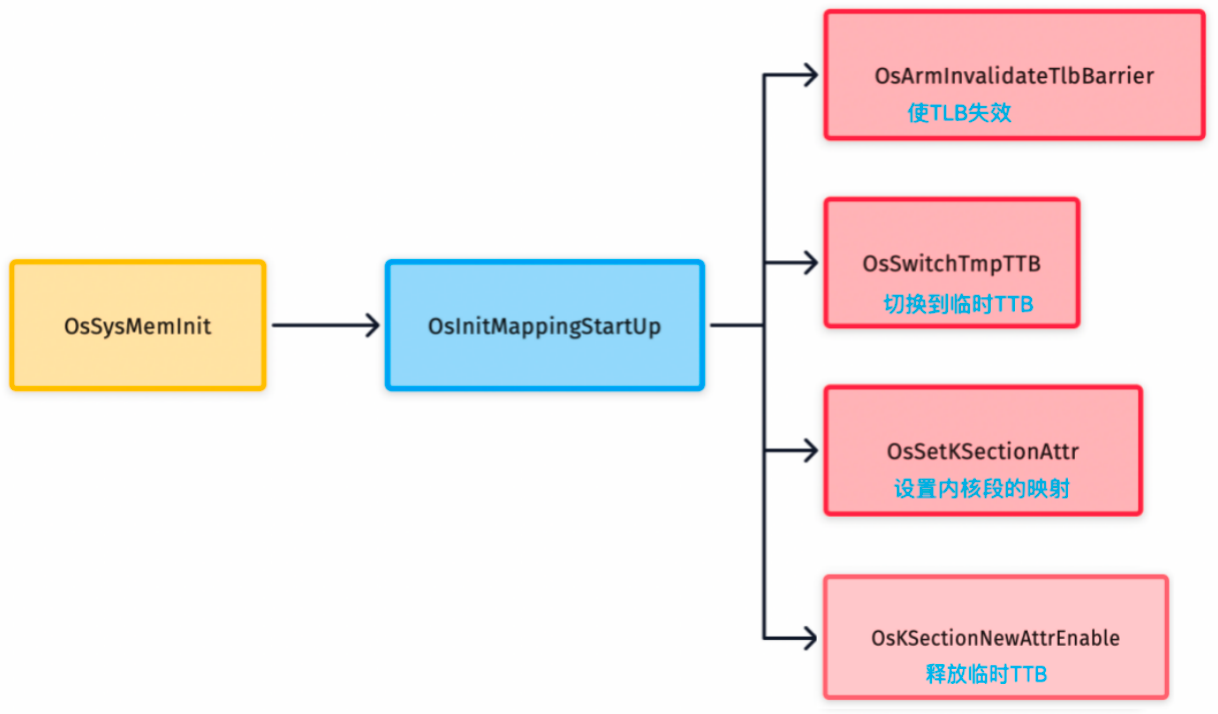 OsArmInvalidateTlbBarrier
使TLB失效
OsSwitchTmpTTB
切换到临时TTB
OsSysMemInit
OsInitMappingStartUp
OsSetKSectionAttr
设置内核段的映射
OsKSectionNewAttrEnable
释放临时TTB